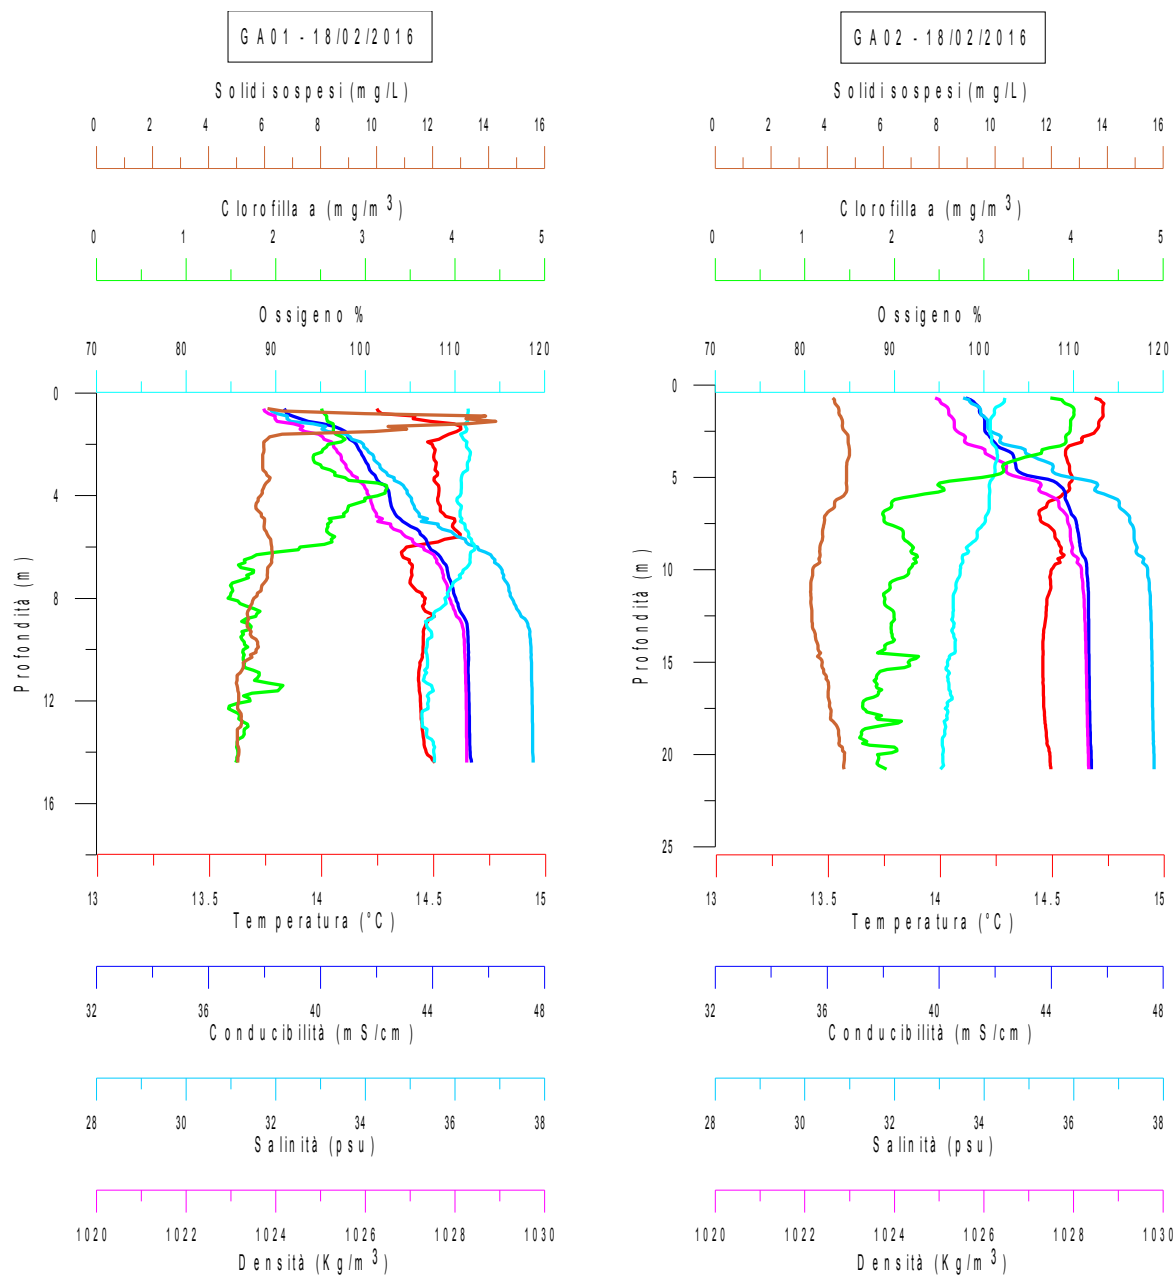 GA01 - 18/02/2016
Solidi sospesi (mg/L)
0 2 4 6 8 10 12 14 16
Clorofilla a (mg/m³)
0 1 2 3 4 5
Ossigeno %
70 80 90 100 110 120
0
4
8
12
16
Profondità (m)
13 13.5 14 14.5 15
Temperatura (°C)
32 36 40 44 48
Conducibilità (mS/cm)
28 30 32 34 36 38
Salinità (psu)
1020 1022 1024 1026 1028 1030
Densità (Kg/m³)
GA02 - 18/02/2016
Solidi sospesi (mg/L)
0 2 4 6 8 10 12 14 16
Clorofilla a (mg/m³)
0 1 2 3 4 5
Ossigeno %
70 80 90 100 110 120
0
5
10
15
20
25
Profondità (m)
13 13.5 14 14.5 15
Temperatura (°C)
32 36 40 44 48
Conducibilità (mS/cm)
28 30 32 34 36 38
Salinità (psu)
1020 1022 1024 1026 1028 1030
Densità (Kg/m³)